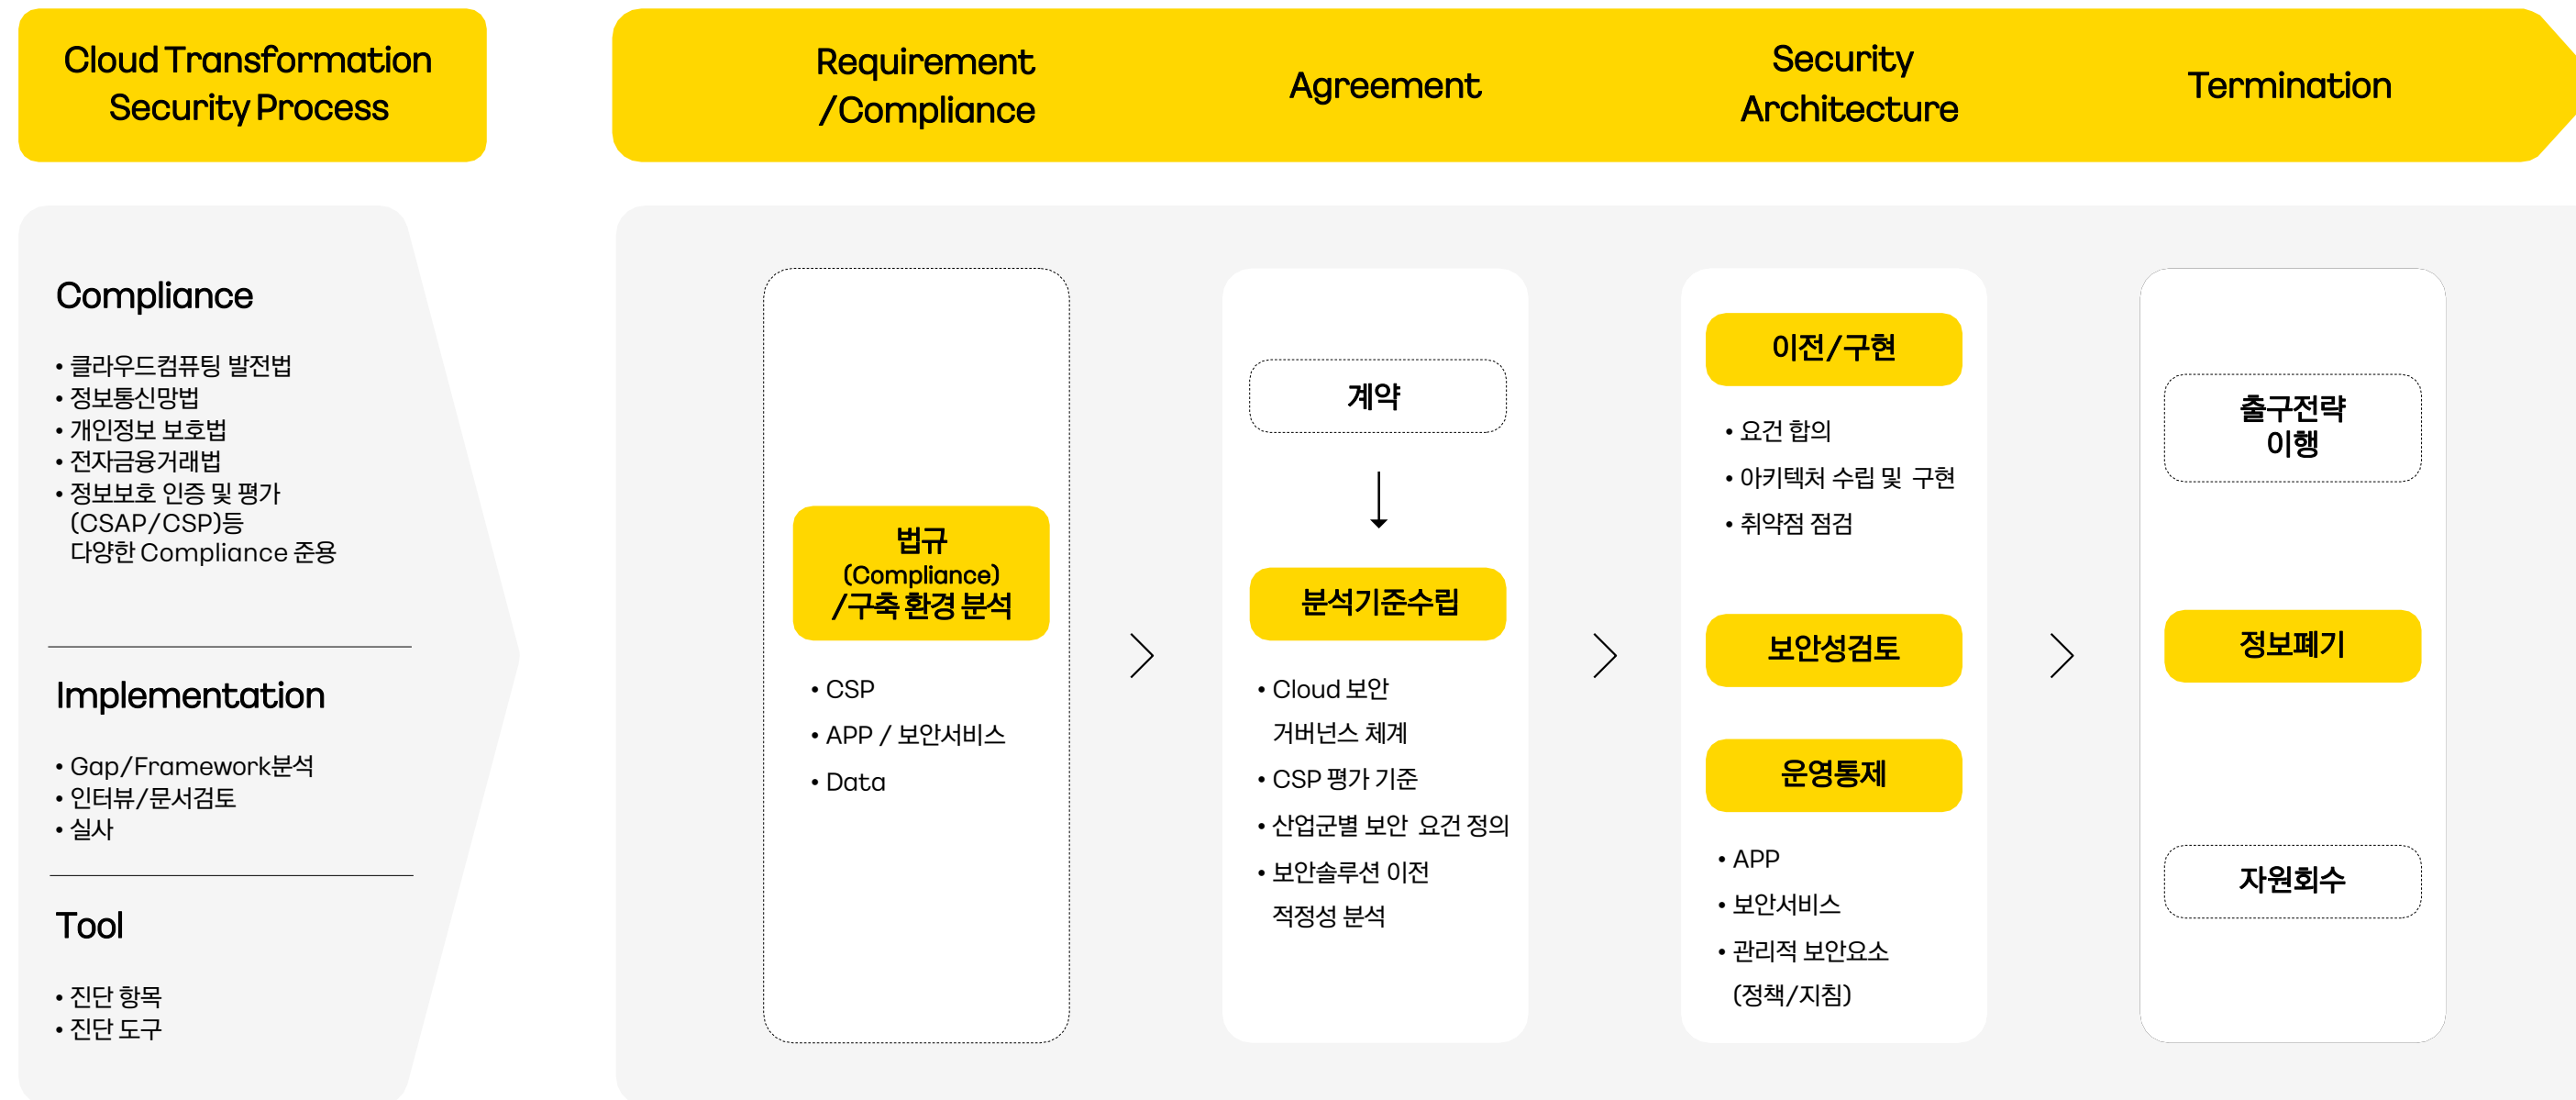 Cloud Transformation
Security Process
Requirement
/Compliance
Agreement
Security
Architecture
Termination
Compliance
• 클라우드컴퓨팅 발전법
• 정보통신망법
• 개인정보 보호법
• 전자금융거래법
• 정보보호 인증 및 평가
(CSAP/CSP)등
다양한 Compliance 준용
Implementation
• Gap/Framework분석
• 인터뷰/문서검토
• 실사
Tool
• 진단 항목
• 진단 도구
법규
(Compliance)
/구축 환경 분석
• CSP
• APP / 보안서비스
• Data
계약
분석기준수립
• Cloud 보안
거버넌스 체계
• CSP 평가 기준
• 산업군별 보안 요건 정의
• 보안솔루션 이전
적정성 분석
이전/구현
• 요건 합의
• 아키텍처 수립 및 구현
• 취약점 점검
보안성검토
운영통제
• APP
• 보안서비스
• 관리적 보안요소
(정책/지침)
출구전략
이행
정보폐기
자원회수